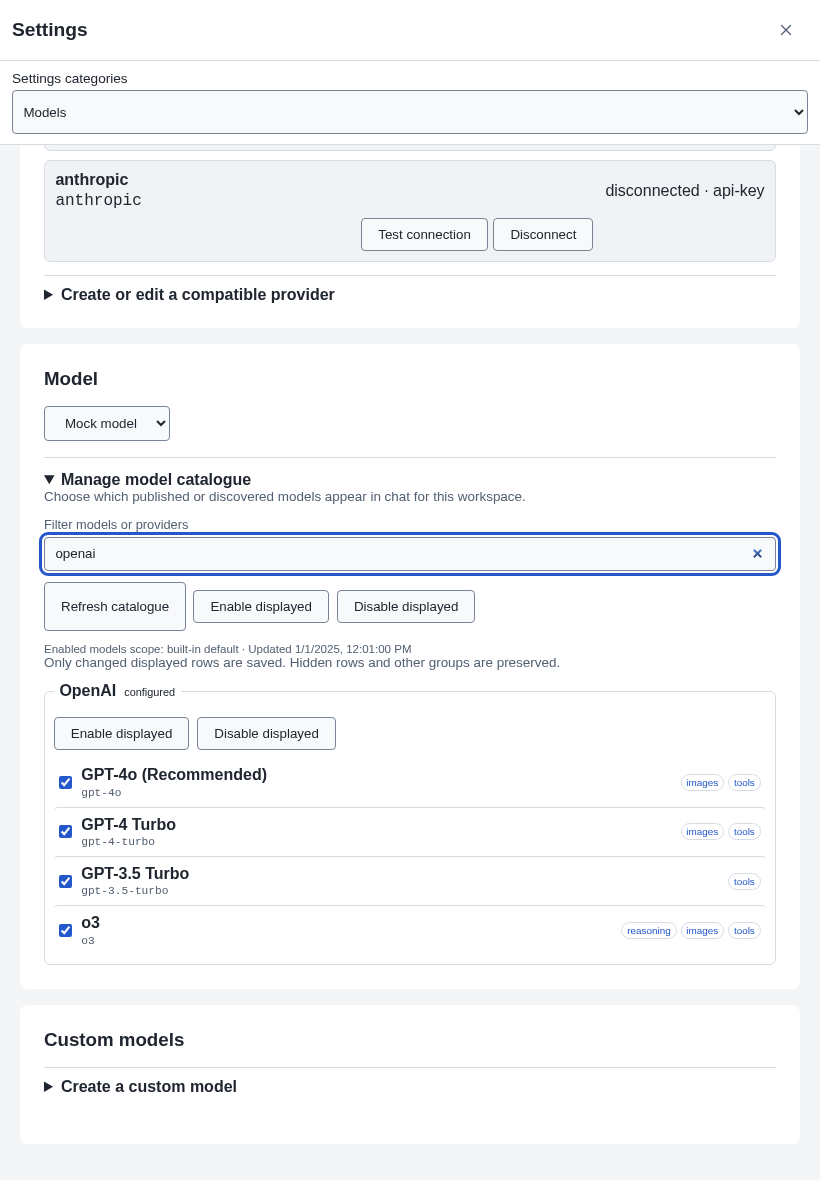 Settings
Settings categories
Models
anthropic
anthropic
disconnected · api-key
Test connection
Disconnect
Create or edit a compatible provider
Model
Mock model
Manage model catalogue
Choose which published or discovered models appear in chat for this workspace.
Filter models or providers
openai
Refresh catalogue
Enable displayed
Disable displayed
Enabled models scope: built-in default · Updated 1/1/2025, 12:01:00 PM
Only changed displayed rows are saved. Hidden rows and other groups are preserved.
OpenAI configured
Enable displayed
Disable displayed
GPT-4o (Recommended)
gpt-4o
images tools
GPT-4 Turbo
gpt-4-turbo
images tools
GPT-3.5 Turbo
gpt-3.5-turbo
tools
o3
o3
reasoning images tools
Custom models
Create a custom model